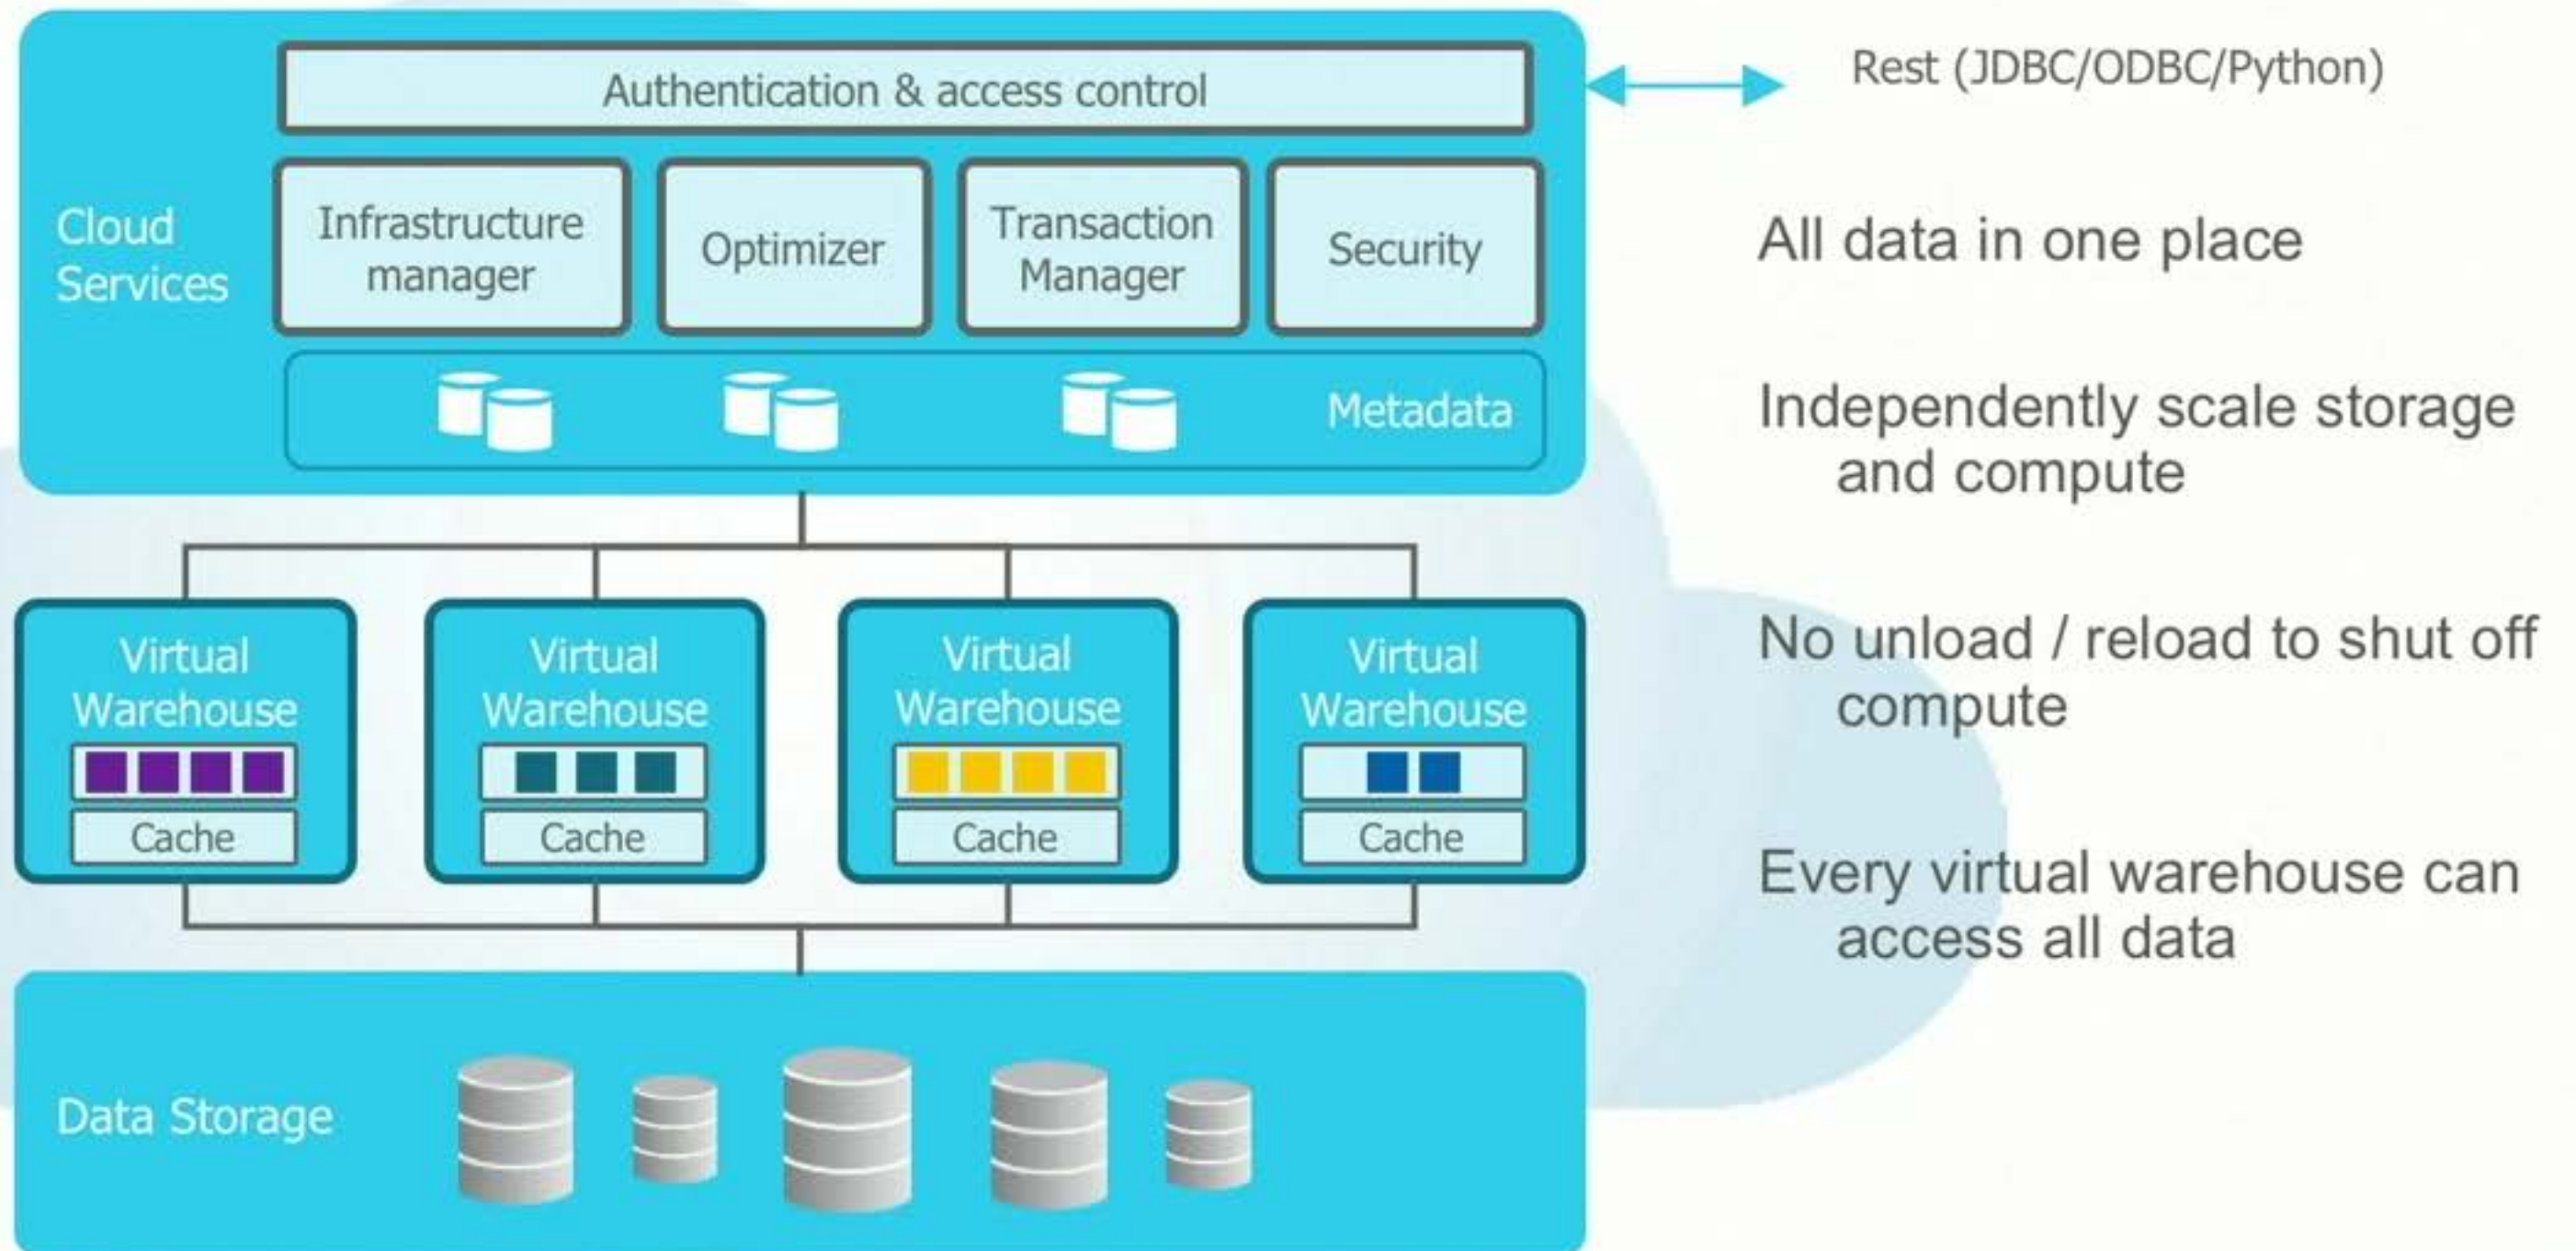 Authentication & access control
Rest (JDBC/ODBC/Python)
Cloud
Services
Infrastructure
manager
Optimizer
Transaction
Manager
Security
Metadata
All data in one place
Independently scale storage
and compute
No unload / reload to shut off
compute
Every virtual warehouse can
access all data
Virtual
Warehouse
Cache
Virtual
Warehouse
Cache
Virtual
Warehouse
Cache
Virtual
Warehouse
Cache
Data Storage